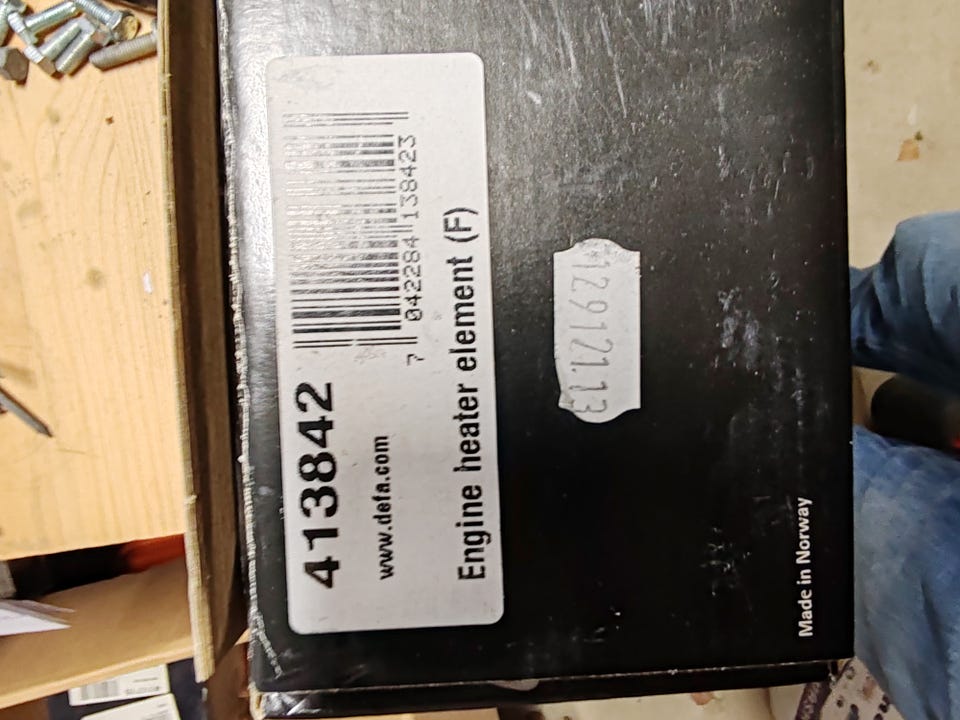 413842
www.defa.com
7 042284 138423
Engine heater element (F)
129121.13
Made in Norway